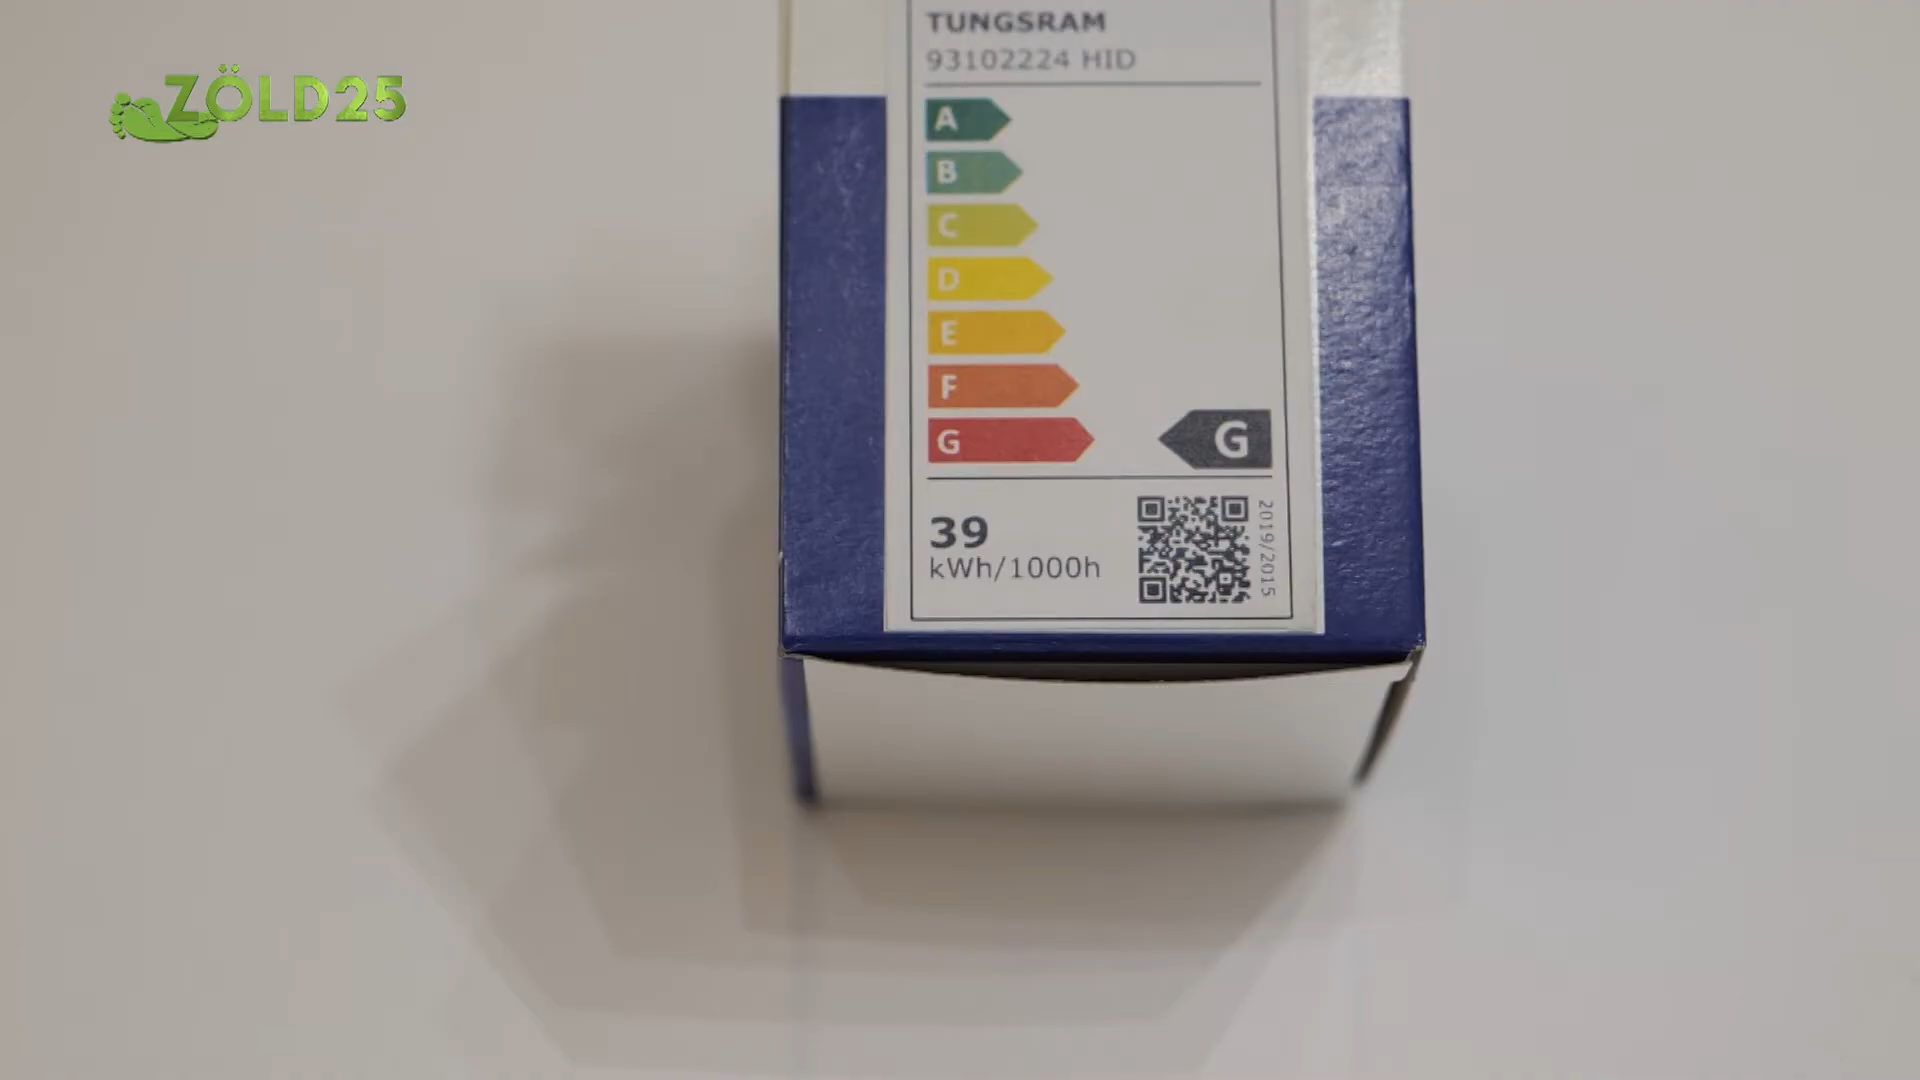 ZÖLD25
TUNGSRAM
93102224 HID
A
B
C
D
E
F
G
G
39
kWh/1000h
2019/2015